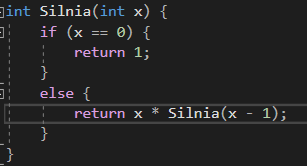 int Silnia(int x) {
    if (x == 0) {
        return 1;
    }
    else {
        return x * Silnia(x - 1);
    }
}